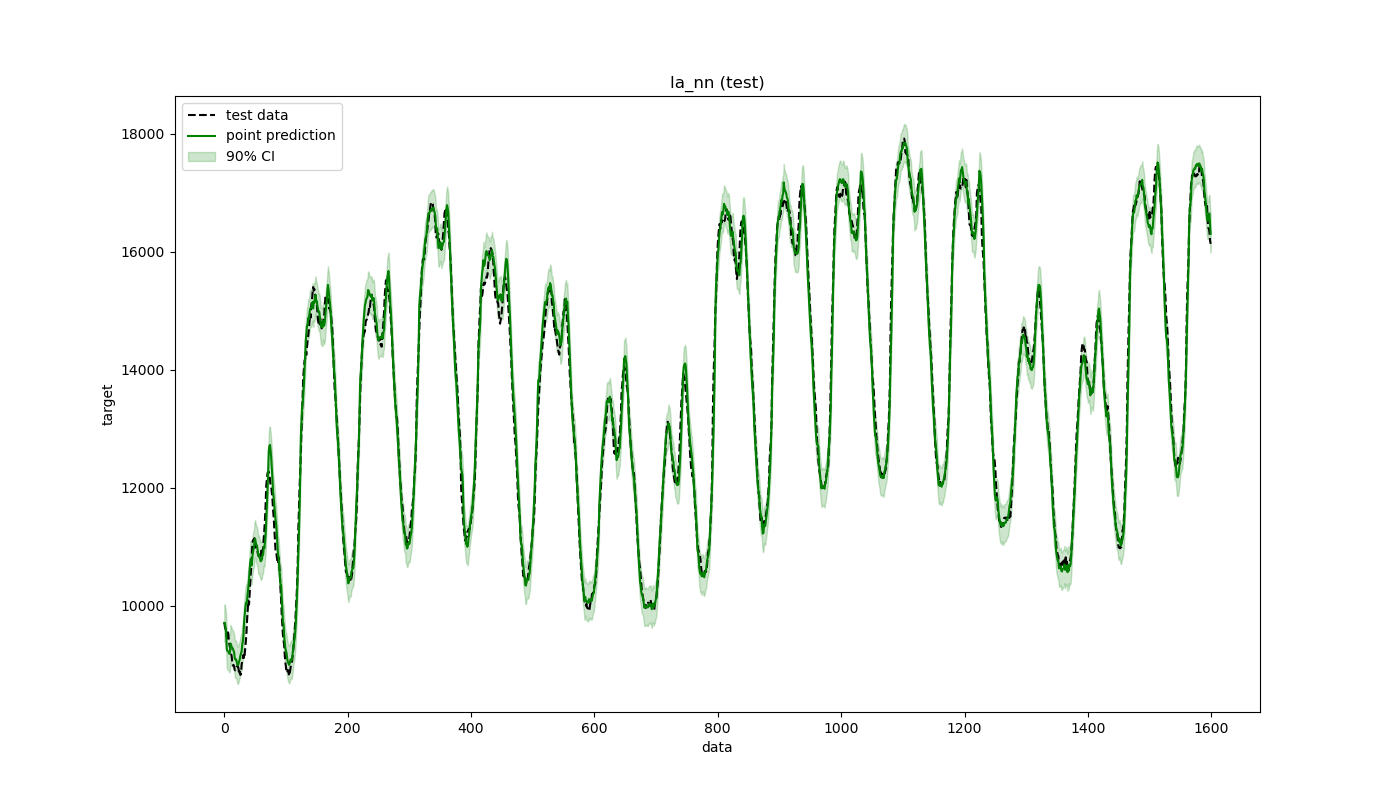 la_nn (test)
test data
point prediction
90% CI
18000
16000
14000
12000
10000
target
0 200 400 600 800 1000 1200 1400 1600
data